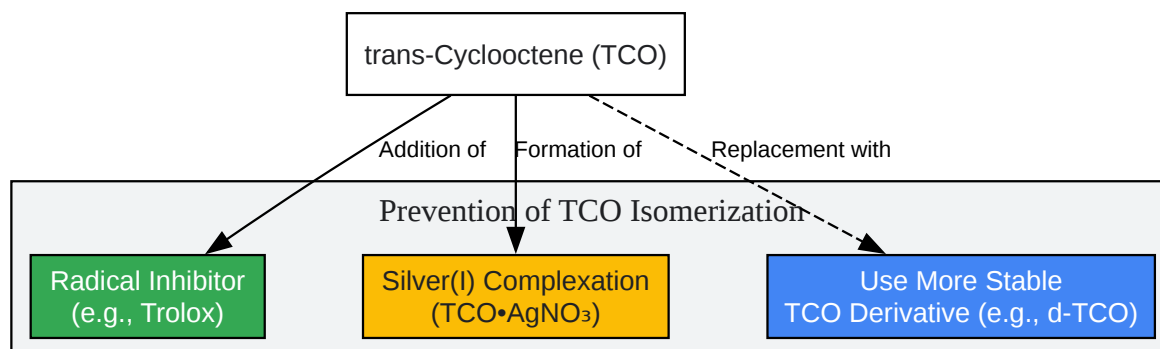 trans-Cyclooctene (TCO)
Addition of
Formation of
Replacement with
Prevention of TCO Isomerization
Radical Inhibitor
(e.g., Trolox)
Silver(I) Complexation
(TCO•AgNO₃)
Use More Stable
TCO Derivative (e.g., d-TCO)